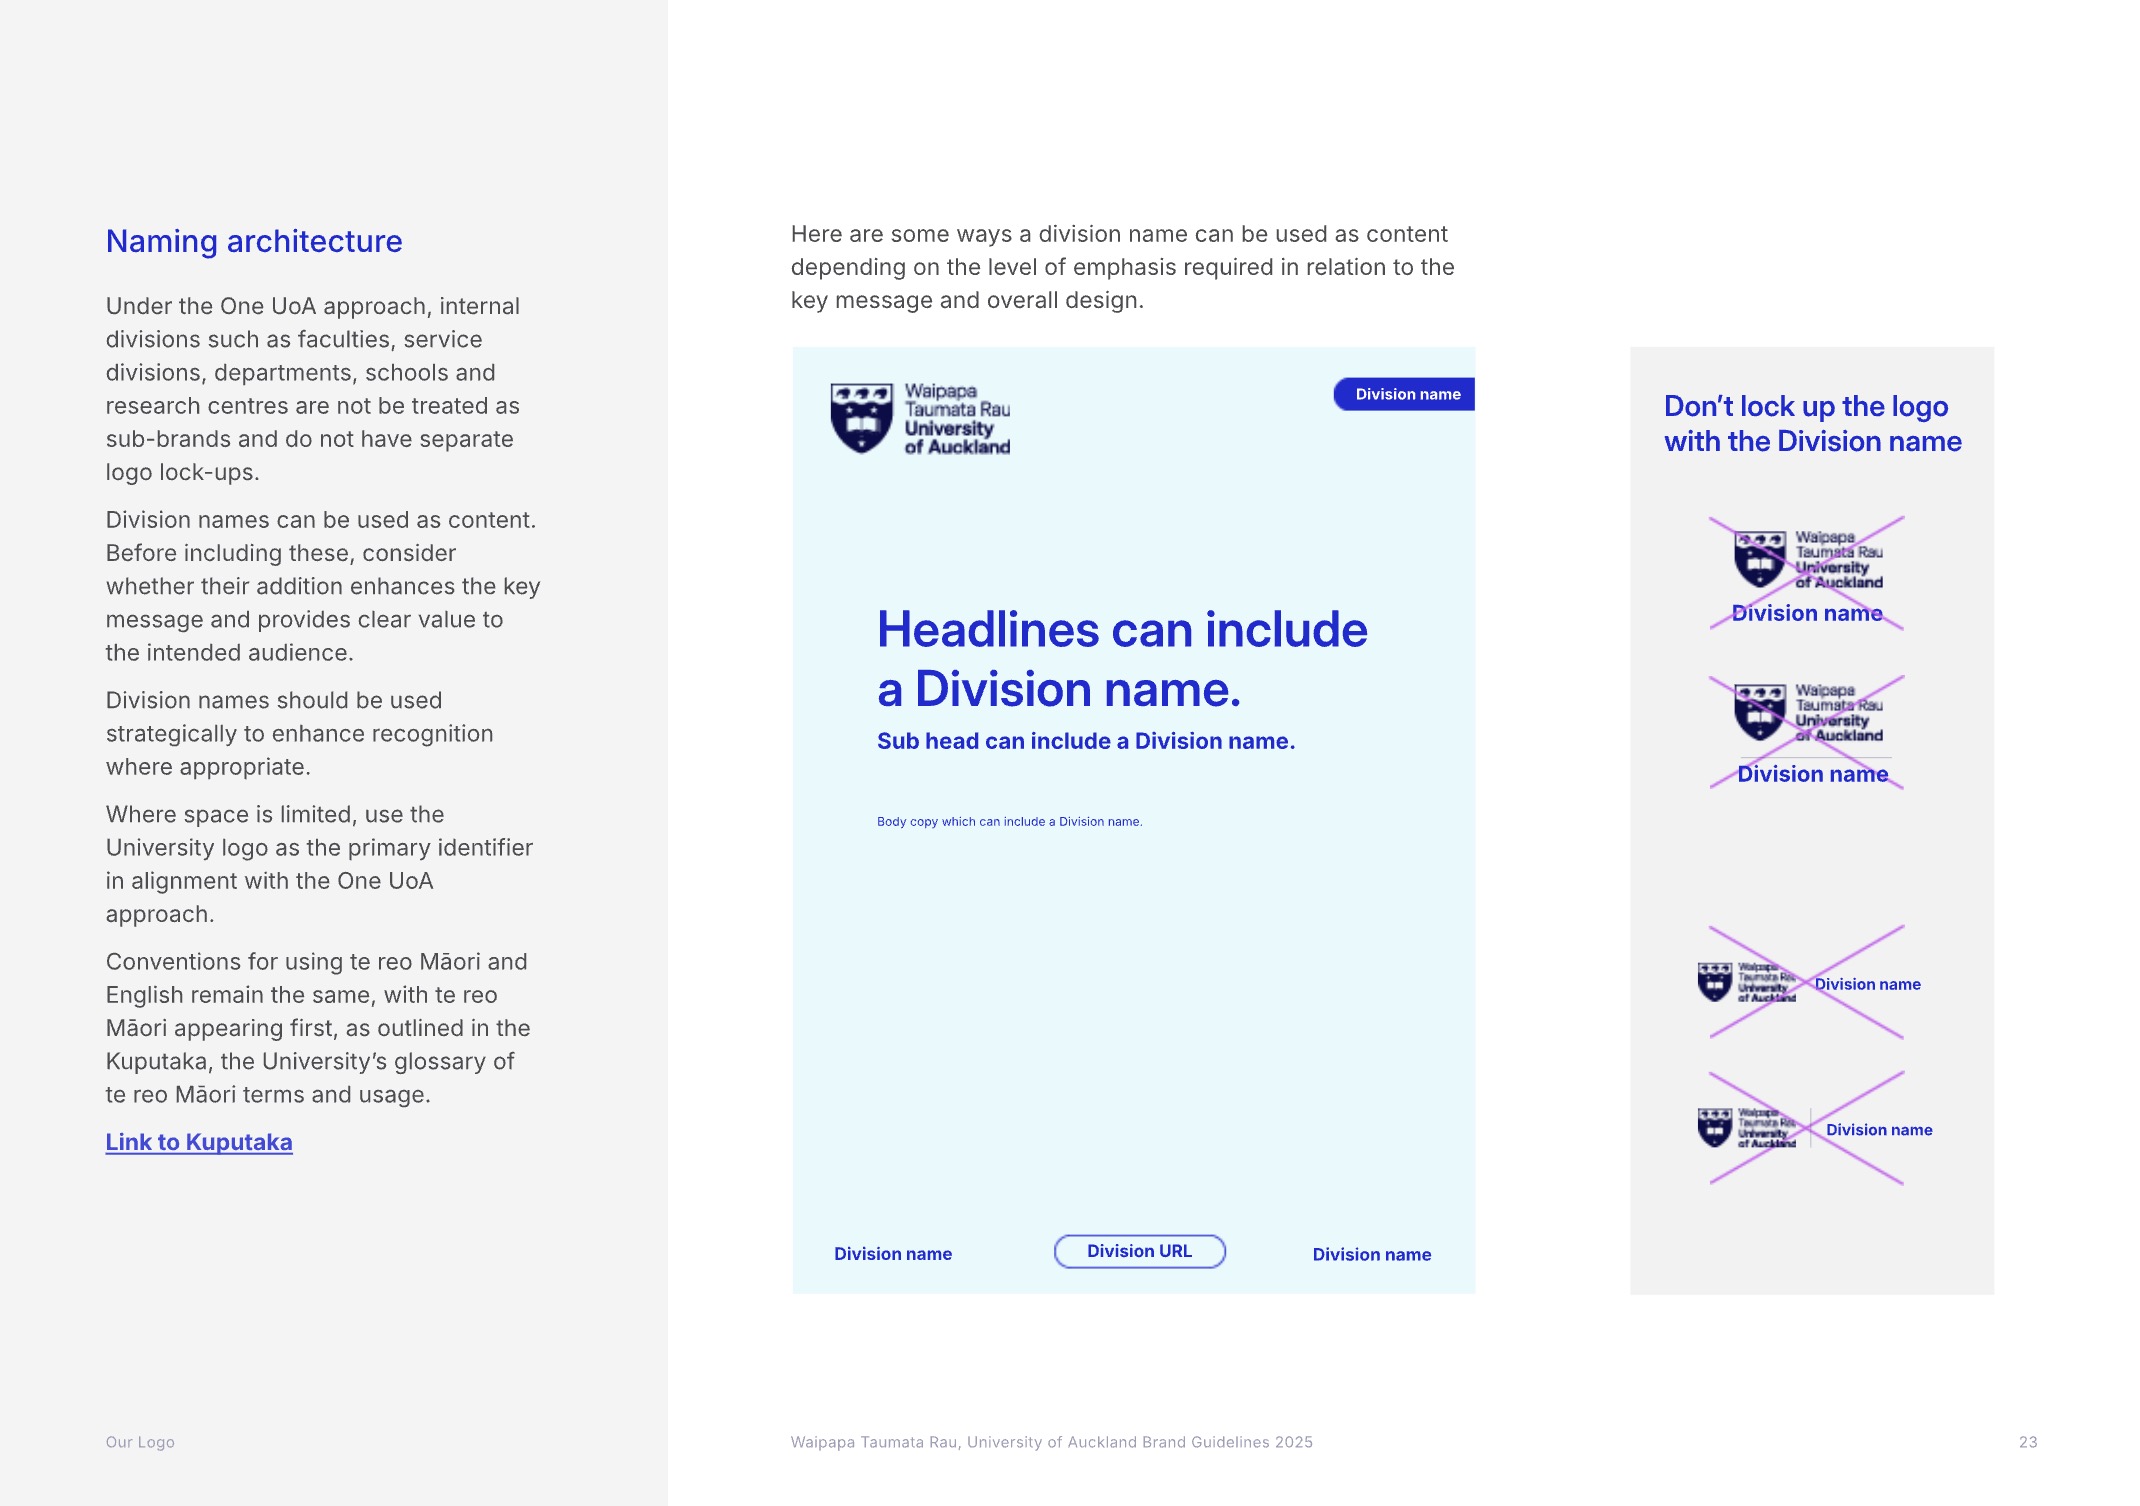 Naming architecture
Under the One UoA approach, internal
divisions such as faculties, service
divisions, departments, schools and
research centres are not be treated as
sub-brands and do not have separate
logo lock-ups.
Division names can be used as content.
Before including these, consider
whether their addition enhances the key
message and provides clear value to
the intended audience.
Division names should be used
strategically to enhance recognition
where appropriate.
Where space is limited, use the
University logo as the primary identifier
in alignment with the One UoA
approach.
Conventions for using te reo Māori and
English remain the same, with te reo
Māori appearing first, as outlined in the
Kuputaka, the University’s glossary of
te reo Māori terms and usage.
Link to Kuputaka
Here are some ways a division name can be used as content
depending on the level of emphasis required in relation to the
key message and overall design.
Waipapa
Taumata Rau
University
of Auckland
Division name
Headlines can include
a Division name.
Sub head can include a Division name.
Body copy which can include a Division name.
Division name
Division URL
Division name
Don’t lock up the logo
with the Division name
Waipapa
Taumata Rau
University
of Auckland
Division name
Waipapa
Taumata Rau
University
of Auckland
Division name
Waipapa
Taumata Rau
University
of Auckland
Division name
Waipapa
Taumata Rau
University
of Auckland
Division name
Our Logo
Waipapa Taumata Rau, University of Auckland Brand Guidelines 2025
23